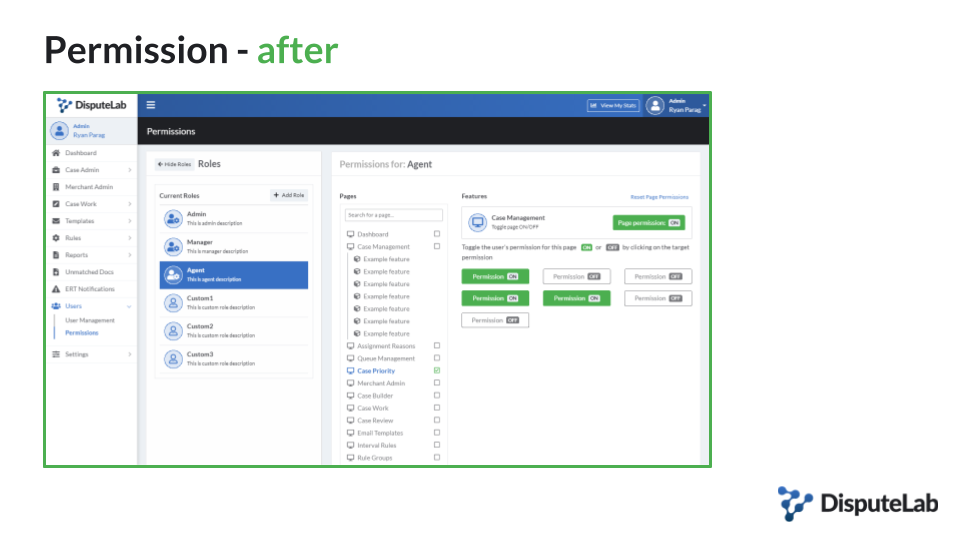 Permission - after
DisputeLab
View My Stats
Admin
Ryan Parag
Admin
Ryan Parag
Permissions
Dashboard
Case Admin
Merchant Admin
Case Work
Templates
Rules
Reports
Unmatched Docs
ERT Notifications
Users
User Management
Permissions
Settings
Hide Roles
Roles
Current Roles
+ Add Role
Admin
This is admin description
Manager
This is manager description
Agent
This is agent description
Custom1
This is custom role description
Custom2
This is custom role description
Custom3
This is custom role description
Permissions for: Agent
Pages
Search for a page...
Dashboard
Case Management
Example feature
Example feature
Example feature
Example feature
Example feature
Example feature
Example feature
Assignment Reasons
Queue Management
Case Priority
Merchant Admin
Case Builder
Case Work
Case Review
Email Templates
Interval Rules
Rule Groups
Features
Reset Page Permissions
Case Management
Toggle page ON/OFF
Page permission: ON
Toggle the user's permission for this page ON or OFF by clicking on the target
permission
Permission ON
Permission OFF
Permission OFF
Permission ON
Permission ON
Permission OFF
Permission OFF
DisputeLab